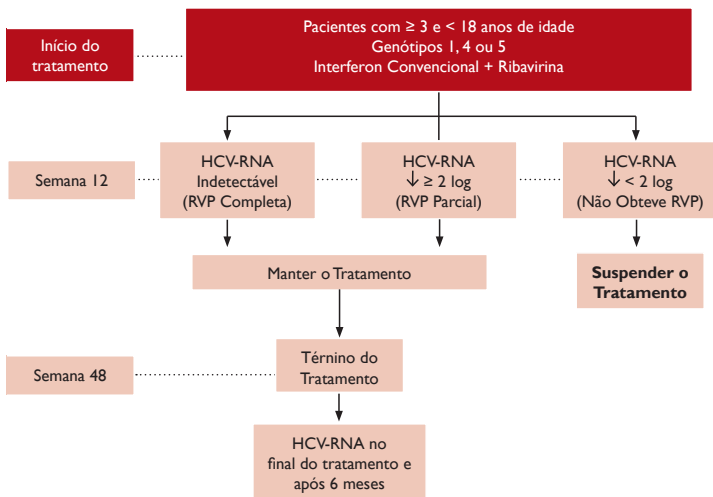 Início do
tratamento
Pacientes com ≥ 3 e < 18 anos de idade
Genótipos 1, 4 ou 5
Interferon Convencional + Ribavirina
Semana 12
HCV-RNA
Indetectável
(RVP Completa)
HCV-RNA
↓ ≥ 2 log
(RVP Parcial)
HCV-RNA
↓ < 2 log
(Não Obteve RVP)
Manter o Tratamento
Suspender o
Tratamento
Semana 48
Térnino do
Tratamento
HCV-RNA no
final do tratamento e
após 6 meses